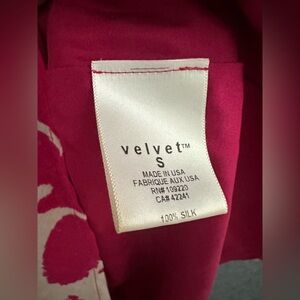 velvet™
S
MADE IN USA
FABRIQUE AUX USA
RN# 109220
CA# 42241
100% SILK